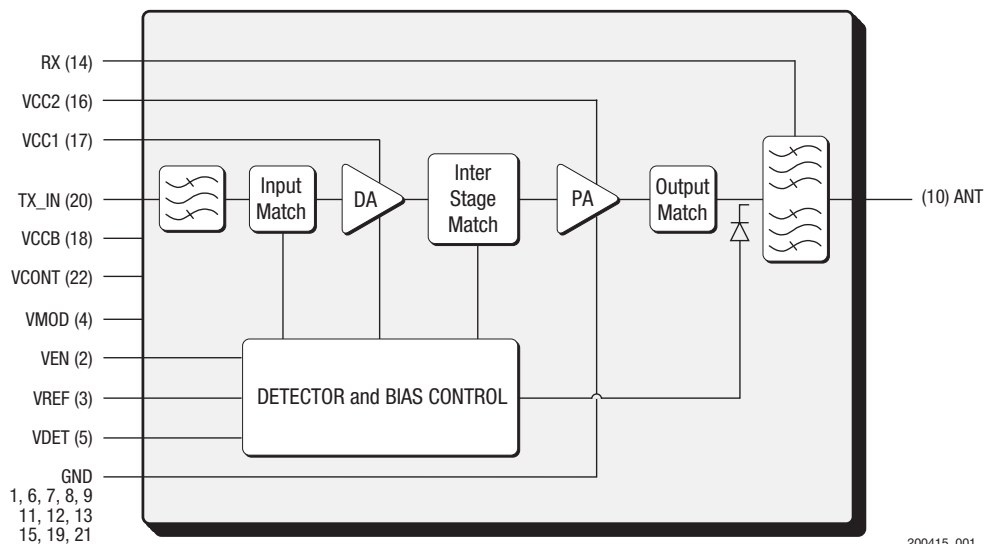 RX (14)
VCC2 (16)
VCC1 (17)
TX_IN (20)
Input
Match
DA
Inter
Stage
Match
PA
Output
Match
(10) ANT
VCCB (18)
VCONT (22)
VMOD (4)
VEN (2)
VREF (3)
DETECTOR and BIAS CONTROL
VDET (5)
GND
1, 6, 7, 8, 9
11, 12, 13
15, 19, 21
200415_001